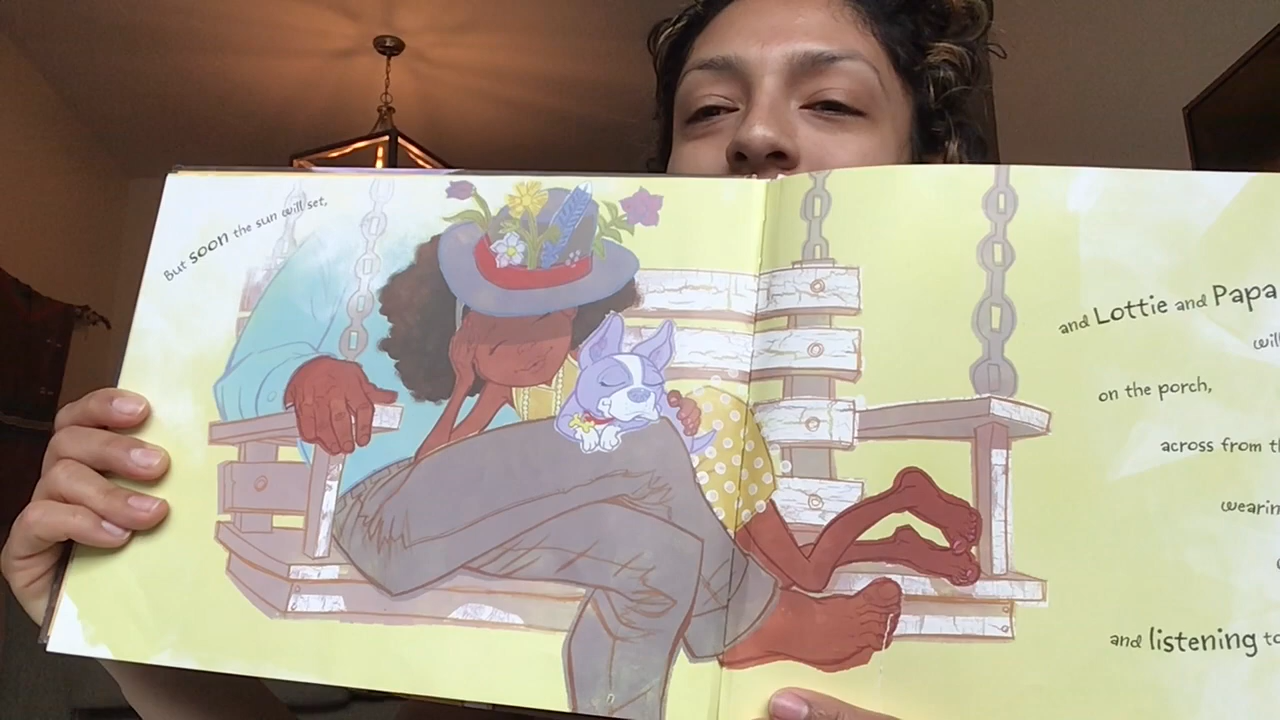 But soon the sun will set,
and Lottie and Papa
will
on the porch,
across from
wearin
and listening to